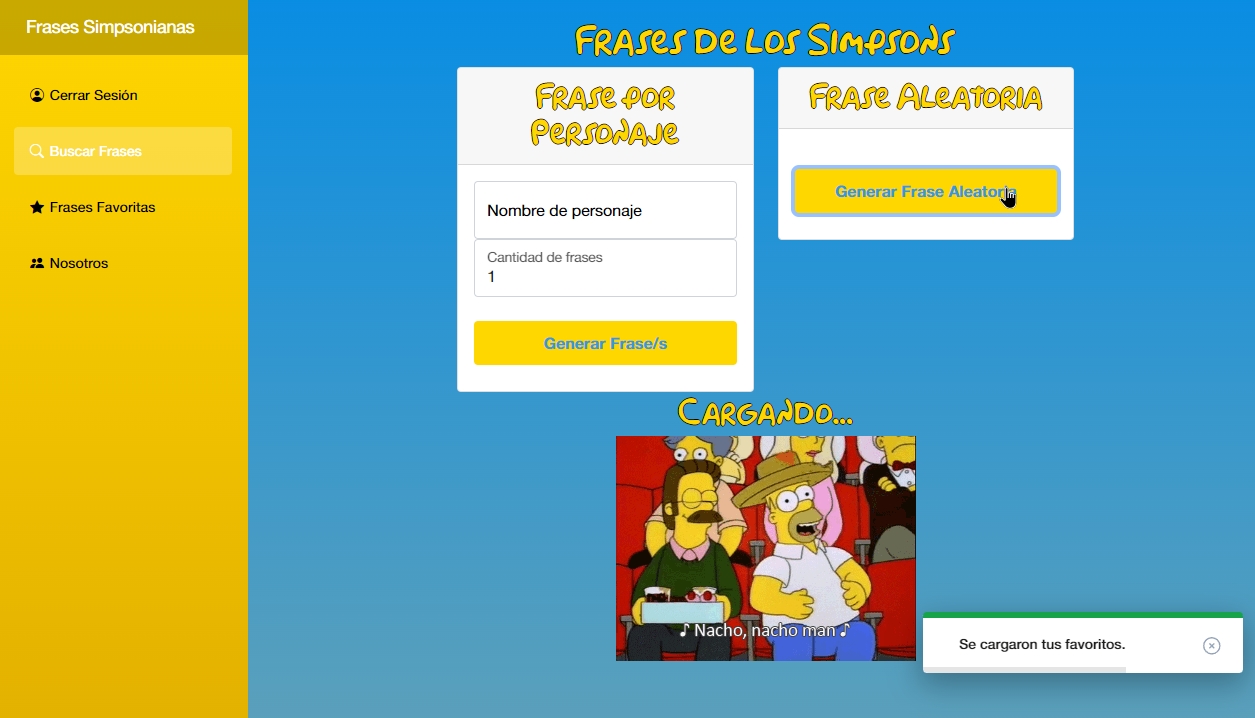 Frases Simpsonianas
Cerrar Sesión
Buscar Frases
Frases Favoritas
Nosotros
Frases de los Simpsons
Frase por
Personaje
Nombre de personaje
Cantidad de frases
1
Generar Frase/s
Frase Aleatoria
Generar Frase Aleatoria
Cargando...
♪ Nacho, nacho man ♪
Se cargaron tus favoritos.